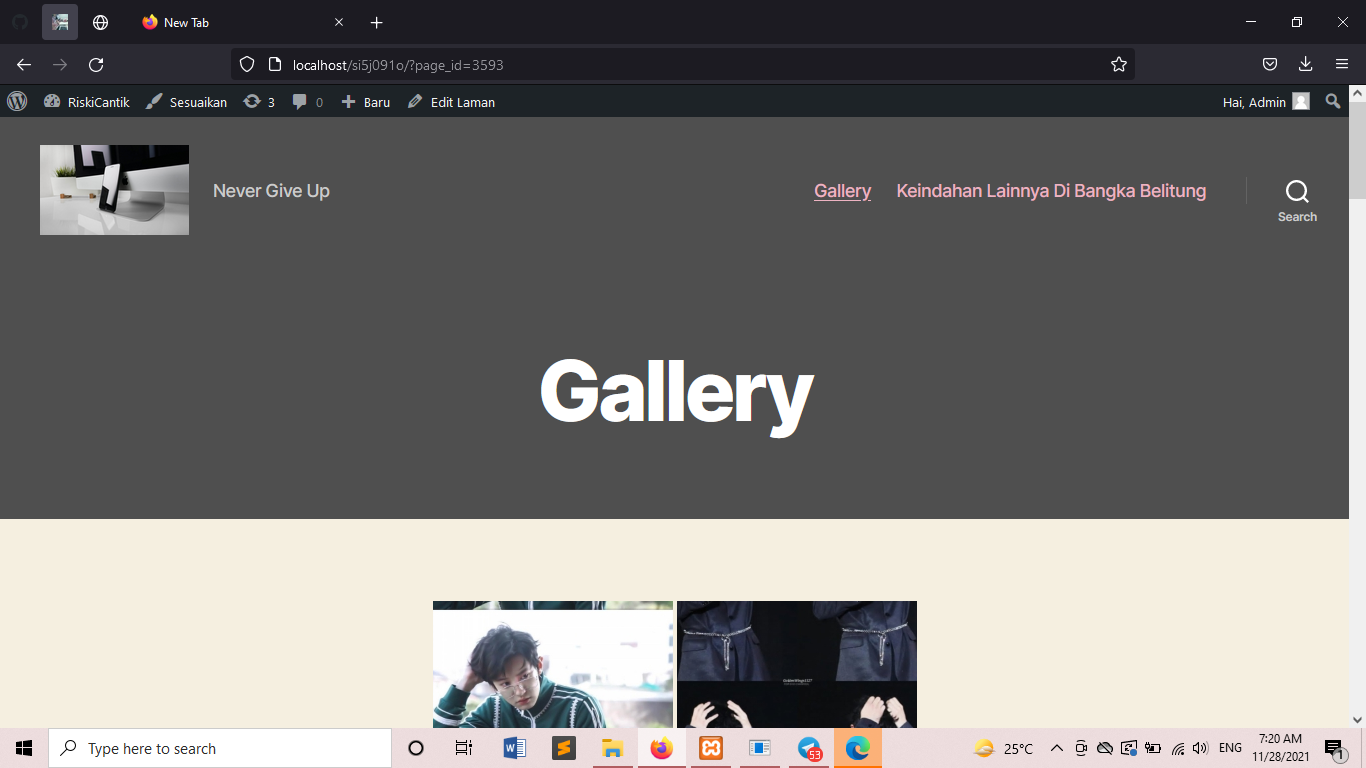 New Tab
localhost/si5j091o/?page_id=3593
RiskiCantik
Sesuaikan
3
0
Baru
Edit Laman
Hai, Admin
Never Give Up
Gallery
Keindahan Lainnya Di Bangka Belitung
Search
Gallery
Type here to search
53
25°C
ENG
7:20 AM
11/28/2021
1